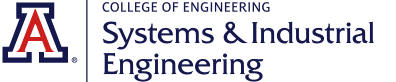 A®
COLLEGE OF ENGINEERING
Systems & Industrial
Engineering